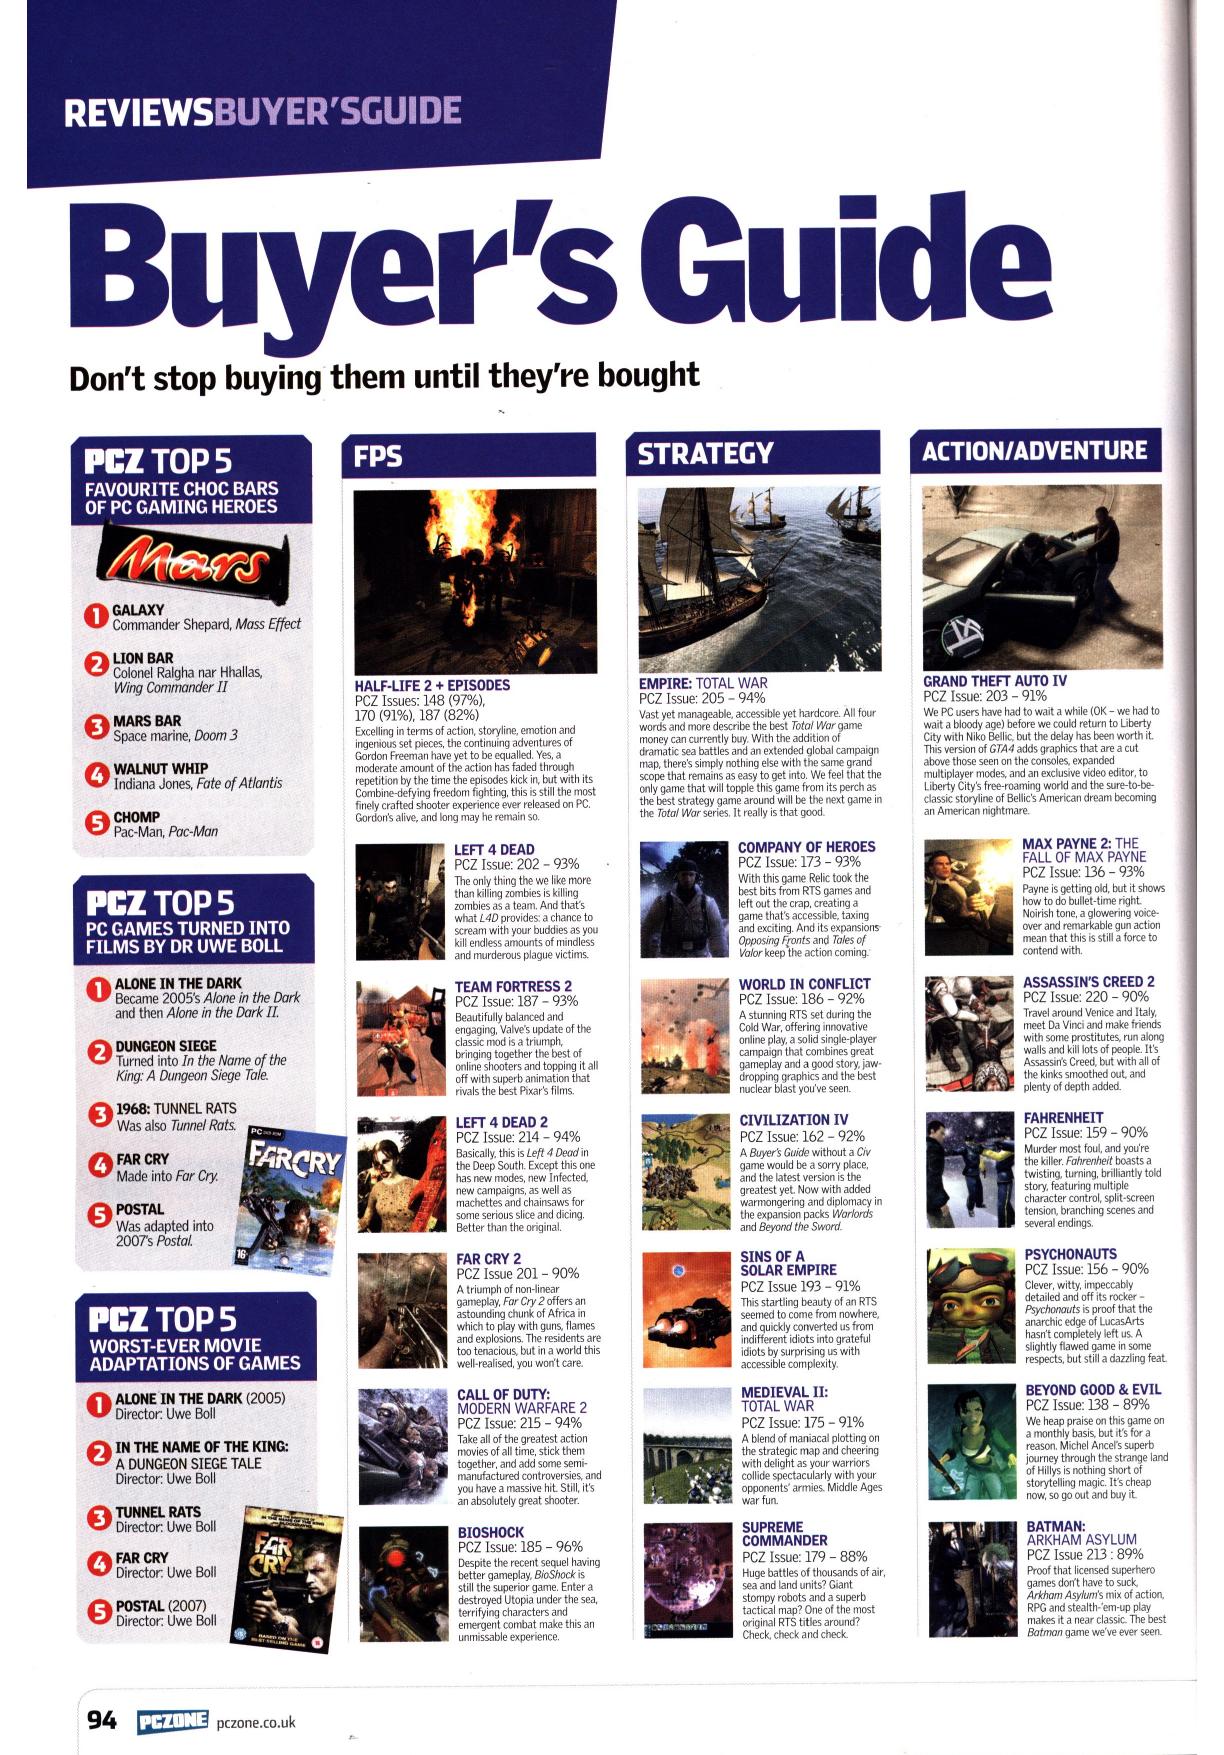 REVIEWSBUYER'SGUIDE
Buyer's Guide
Don't stop buying them until they're bought
PCZ TOP 5
FAVOURITE CHOC BARS
OF PC GAMING HEROES
Mars
1 GALAXY
Commander Shepard, Mass Effect
2 LION BAR
Colonel Ralgha nar Hhallas,
Wing Commander II
3 MARS BAR
Space marine, Doom 3
4 WALNUT WHIP
Indiana Jones, Fate of Atlantis
5 CHOMP
Pac-Man, Pac-Man
PCZ TOP 5
PC GAMES TURNED INTO
FILMS BY DR UWE BOLL
1 ALONE IN THE DARK
Became 2005's Alone in the Dark
and then Alone in the Dark II.
2 DUNGEON SIEGE
Turned into In the Name of the
King: A Dungeon Siege Tale.
3 1968: TUNNEL RATS
Was also Tunnel Rats.
4 FAR CRY
Made into Far Cry.
5 POSTAL
Was adapted into
2007's Postal.
PC
FARCRY
16
PCZ TOP 5
WORST-EVER MOVIE
ADAPTATIONS OF GAMES
1 ALONE IN THE DARK (2005)
Director: Uwe Boll
2 IN THE NAME OF THE KING:
A DUNGEON SIEGE TALE
Director: Uwe Boll
3 TUNNEL RATS
Director: Uwe Boll
4 FAR CRY
Director: Uwe Boll
5 POSTAL (2007)
Director: Uwe Boll
FAR
CRY
BASED ON THE
BEST-SELLING GAME
FPS
HALF-LIFE 2 + EPISODES
PCZ Issues: 148 (97%),
170 (91%), 187 (82%)
Excelling in terms of action, storyline, emotion and
ingenious set pieces, the continuing adventures of
Gordon Freeman have yet to be equalled. Yes, a
moderate amount of the action has faded through
repetition by the time the episodes kick in, but with its
Combine-defying freedom fighting, this is still the most
finely crafted shooter experience ever released on PC.
Gordon's alive, and long may he remain so.
LEFT 4 DEAD
PCZ Issue: 202 – 93%
The only thing the we like more
than killing zombies is killing
zombies as a team. And that's
what L4D provides: a chance to
scream with your buddies as you
kill endless amounts of mindless
and murderous plague victims.
TEAM FORTRESS 2
PCZ Issue: 187 – 93%
Beautifully balanced and
engaging, Valve's update of the
classic mod is a triumph,
bringing together the best of
online shooters and topping it all
off with superb animation that
rivals the best Pixar's films.
LEFT 4 DEAD 2
PCZ Issue: 214 – 94%
Basically, this is Left 4 Dead in
the Deep South. Except this one
has new modes, new Infected,
new campaigns, as well as
machettes and chainsaws for
some serious slice and dicing.
Better than the original.
FAR CRY 2
PCZ Issue 201 – 90%
A triumph of non-linear
gameplay, Far Cry 2 offers an
astounding chunk of Africa in
which to play with guns, flames
and explosions. The residents are
too tenacious, but in a world this
well-realised, you won't care.
CALL OF DUTY:
MODERN WARFARE 2
PCZ Issue: 215 – 94%
Take all of the greatest action
movies of all time, stick them
together, and add some semi-
manufactured controversies, and
you have a massive hit. Still, it's
an absolutely great shooter.
BIOSHOCK
PCZ Issue: 185 – 96%
Despite the recent sequel having
better gameplay, BioShock is
still the superior game. Enter a
destroyed Utopia under the sea,
terrifying characters and
emergent combat make this an
unmissable experience.
STRATEGY
EMPIRE: TOTAL WAR
PCZ Issue: 205 – 94%
Vast yet manageable, accessible yet hardcore. All four
words and more describe the best Total War game
money can currently buy. With the addition of
dramatic sea battles and an extended global campaign
map, there's simply nothing else with the same grand
scope that remains as easy to get into. We feel that the
only game that will topple this game from its perch as
the best strategy game around will be the next game in
the Total War series. It really is that good.
COMPANY OF HEROES
PCZ Issue: 173 – 93%
With this game Relic took the
best bits from RTS games and
left out the crap, creating a
game that's accessible, taxing
and exciting. And its expansions
Opposing Fronts and Tales of
Valor keep the action coming.
WORLD IN CONFLICT
PCZ Issue: 186 – 92%
A stunning RTS set during the
Cold War, offering innovative
online play, a solid single-player
campaign that combines great
gameplay and a good story, jaw-
dropping graphics and the best
nuclear blast you've seen.
CIVILIZATION IV
PCZ Issue: 162 – 92%
A Buyer's Guide without a Civ
game would be a sorry place,
and the latest version is the
greatest yet. Now with added
warmongering and diplomacy in
the expansion packs Warlords
and Beyond the Sword.
SINS OF A
SOLAR EMPIRE
PCZ Issue 193 – 91%
This startling beauty of an RTS
seemed to come from nowhere,
and quickly converted us from
indifferent idiots into grateful
idiots by surprising us with
accessible complexity.
MEDIEVAL II:
TOTAL WAR
PCZ Issue: 175 – 91%
A blend of maniacal plotting on
the strategic map and cheering
with delight as your warriors
collide spectacularly with your
opponents' armies. Middle Ages
war fun.
SUPREME
COMMANDER
PCZ Issue: 179 – 88%
Huge battles of thousands of air,
sea and land units? Giant
stompy robots and a superb
tactical map? One of the most
original RTS titles around?
Check, check and check.
ACTION/ADVENTURE
GRAND THEFT AUTO IV
PCZ Issue: 203 – 91%
We PC users have had to wait a while (OK – we had to
wait a bloody age) before we could return to Liberty
City with Niko Bellic, but the delay has been worth it.
This version of GTA4 adds graphics that are a cut
above those seen on the consoles, expanded
multiplayer modes, and an exclusive video editor, to
Liberty City's free-roaming world and the sure-to-be-
classic storyline of Bellic's American dream becoming
an American nightmare.
MAX PAYNE 2: THE
FALL OF MAX PAYNE
PCZ Issue: 136 – 93%
Payne is getting old, but it shows
how to do bullet-time right.
Noirish tone, a glowering voice-
over and remarkable gun action
mean that this is still a force to
contend with.
ASSASSIN'S CREED 2
PCZ Issue: 220 – 90%
Travel around Venice and Italy,
meet Da Vinci and make friends
with some prostitutes, run along
walls and kill lots of people. It's
Assassin's Creed, but with all of
the kinks smoothed out, and
plenty of depth added.
FAHRENHEIT
PCZ Issue: 159 – 90%
Murder most foul, and you're
the killer. Fahrenheit boasts a
twisting, turning, brilliantly told
story, featuring multiple
character control, split-screen
tension, branching scenes and
several endings.
PSYCHONAUTS
PCZ Issue: 156 – 90%
Clever, witty, impeccably
detailed and off its rocker –
Psychonauts is proof that the
anarchic edge of LucasArts
hasn't completely left us. A
slightly flawed game in some
respects, but still a dazzling feat.
BEYOND GOOD & EVIL
PCZ Issue: 138 – 89%
We heap praise on this game on
a monthly basis, but it's for a
reason. Michel Ancel's superb
journey through the strange land
of Hillys is nothing short of
storytelling magic. It's cheap
now, so go out and buy it.
BATMAN:
ARKHAM ASYLUM
PCZ Issue 213 : 89%
Proof that licensed superhero
games don't have to suck,
Arkham Asylum's mix of action,
RPG and stealth-'em-up play
makes it a near classic. The best
Batman game we've ever seen.
94 PCZONE pczone.co.uk